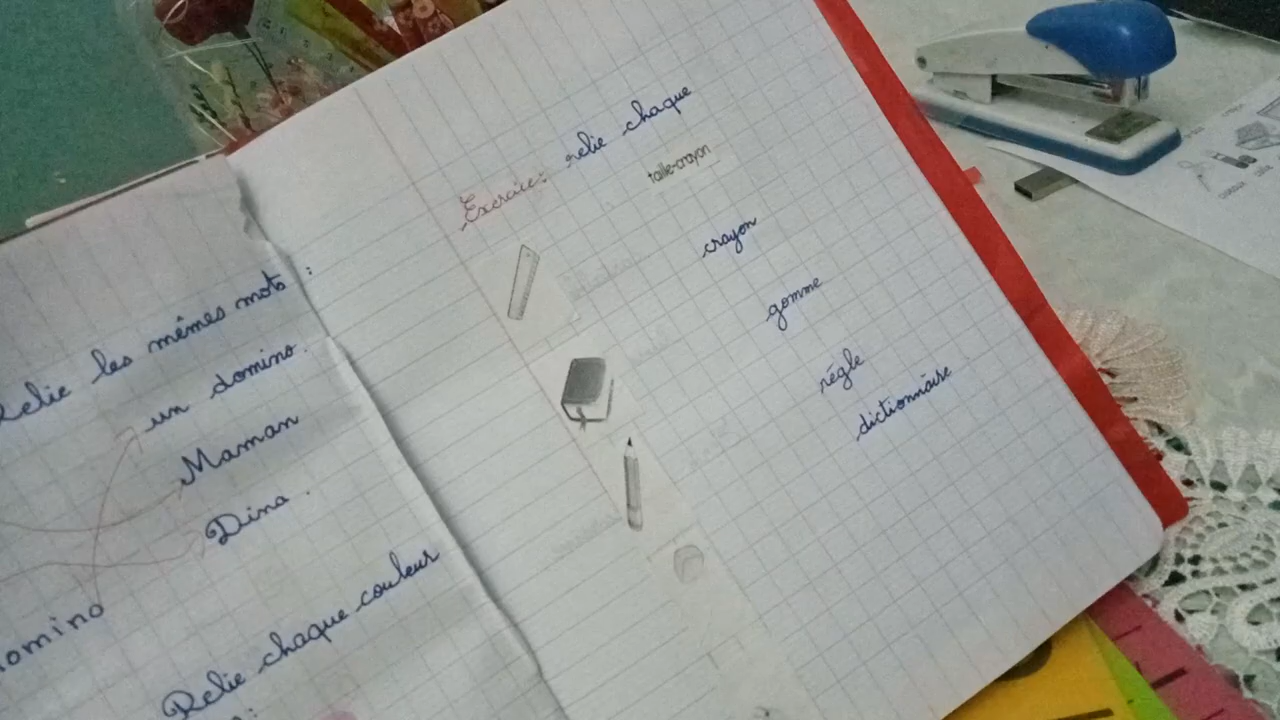 Relie les mêmes mots :
un domino.
Maman
Dina.
domino
Relie chaque couleur
Exercice: relie chaque
taille-crayon
crayon
gomme
régle
dictionnaire